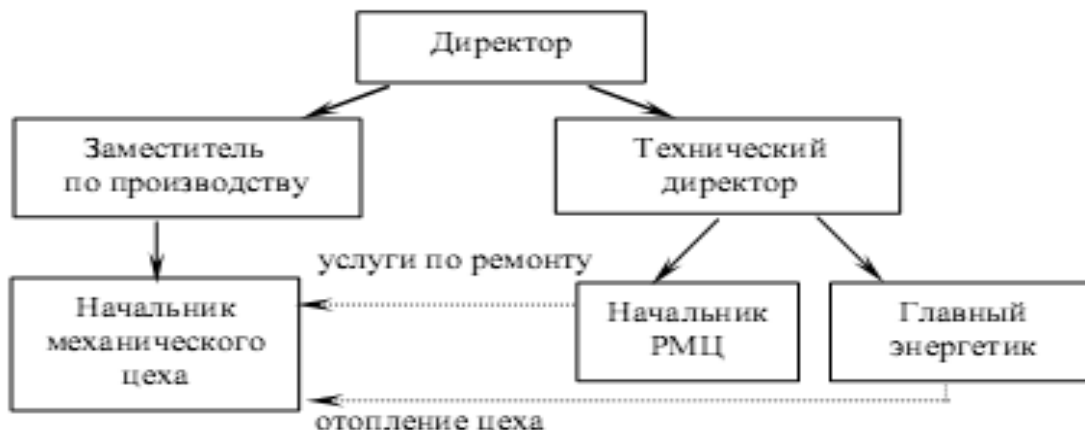 Директор
Заместитель
по производству
Технический
директор
услуги по ремонту
Начальник
механического
цеха
Начальник
РМЦ
Главный
энергетик
отопление цеха